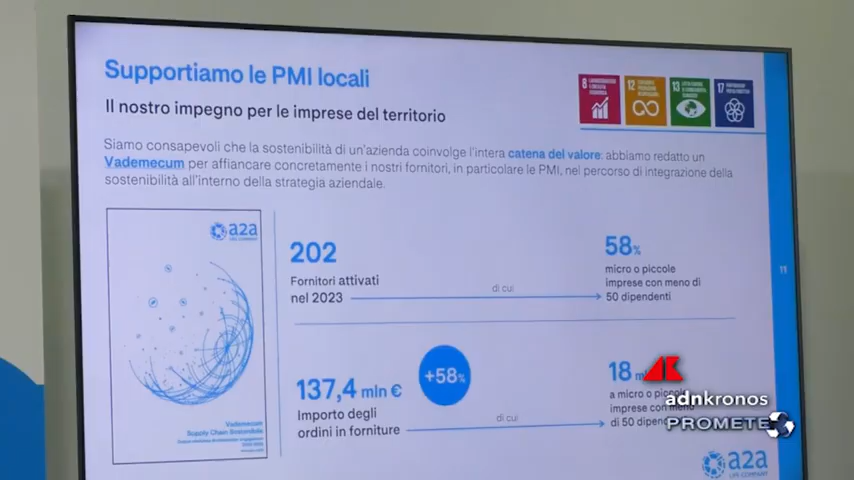 Supportiamo le PMI locali
Il nostro impegno per le imprese del territorio
8
12
13
17
Siamo consapevoli che la sostenibilità di un'azienda coinvolge l'intera catena del valore: abbiamo redatto un
Vademecum per affiancare concretamente i nostri fornitori, in particolare le PMI, nel percorso di integrazione della
sostenibilità all'interno della strategia aziendale.
a2a
LIFE COMPANY
Vademecum
Supply Chain Sostenibile
202
Fornitori attivati
nel 2023
di cui
58%
micro o piccole
imprese con meno di
50 dipendenti
11
137,4 mln €
+58%
Importo degli
ordini in forniture
di cui
18
a micro o piccole
imprese con meno
di 50
adnkronos
PROMETEO
a2a
LIFE COMPANY